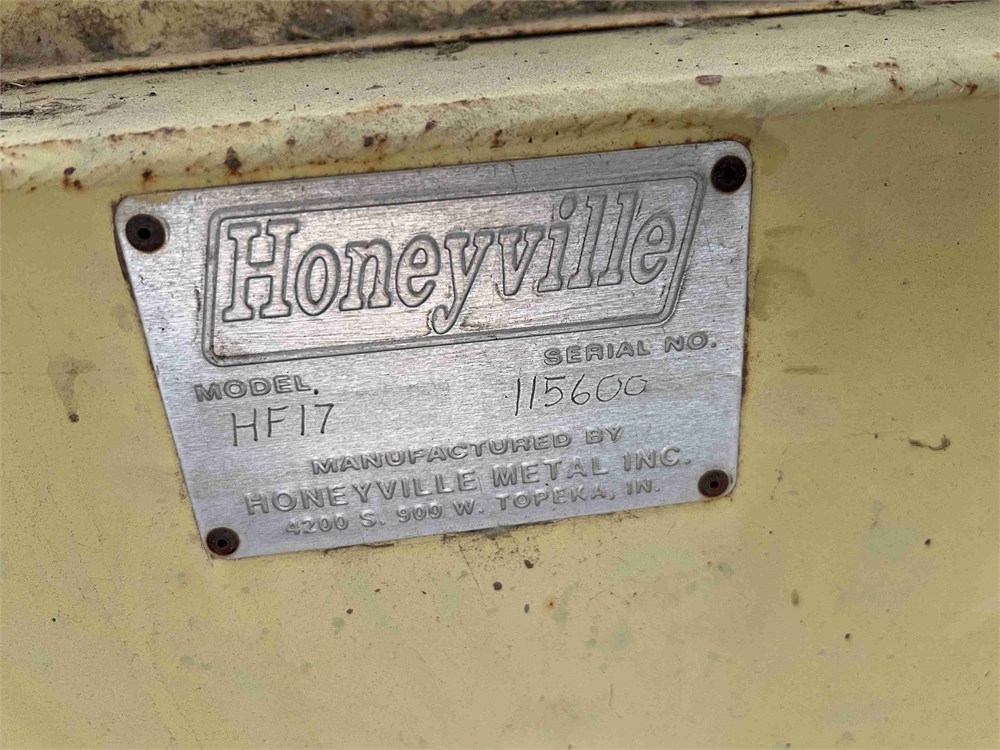 Honeyville
MODEL. SERIAL NO.
HF17 115600
MANUFACTURED BY
HONEYVILLE METAL INC.
4200 S. 900 W. TOPEKA, IN.